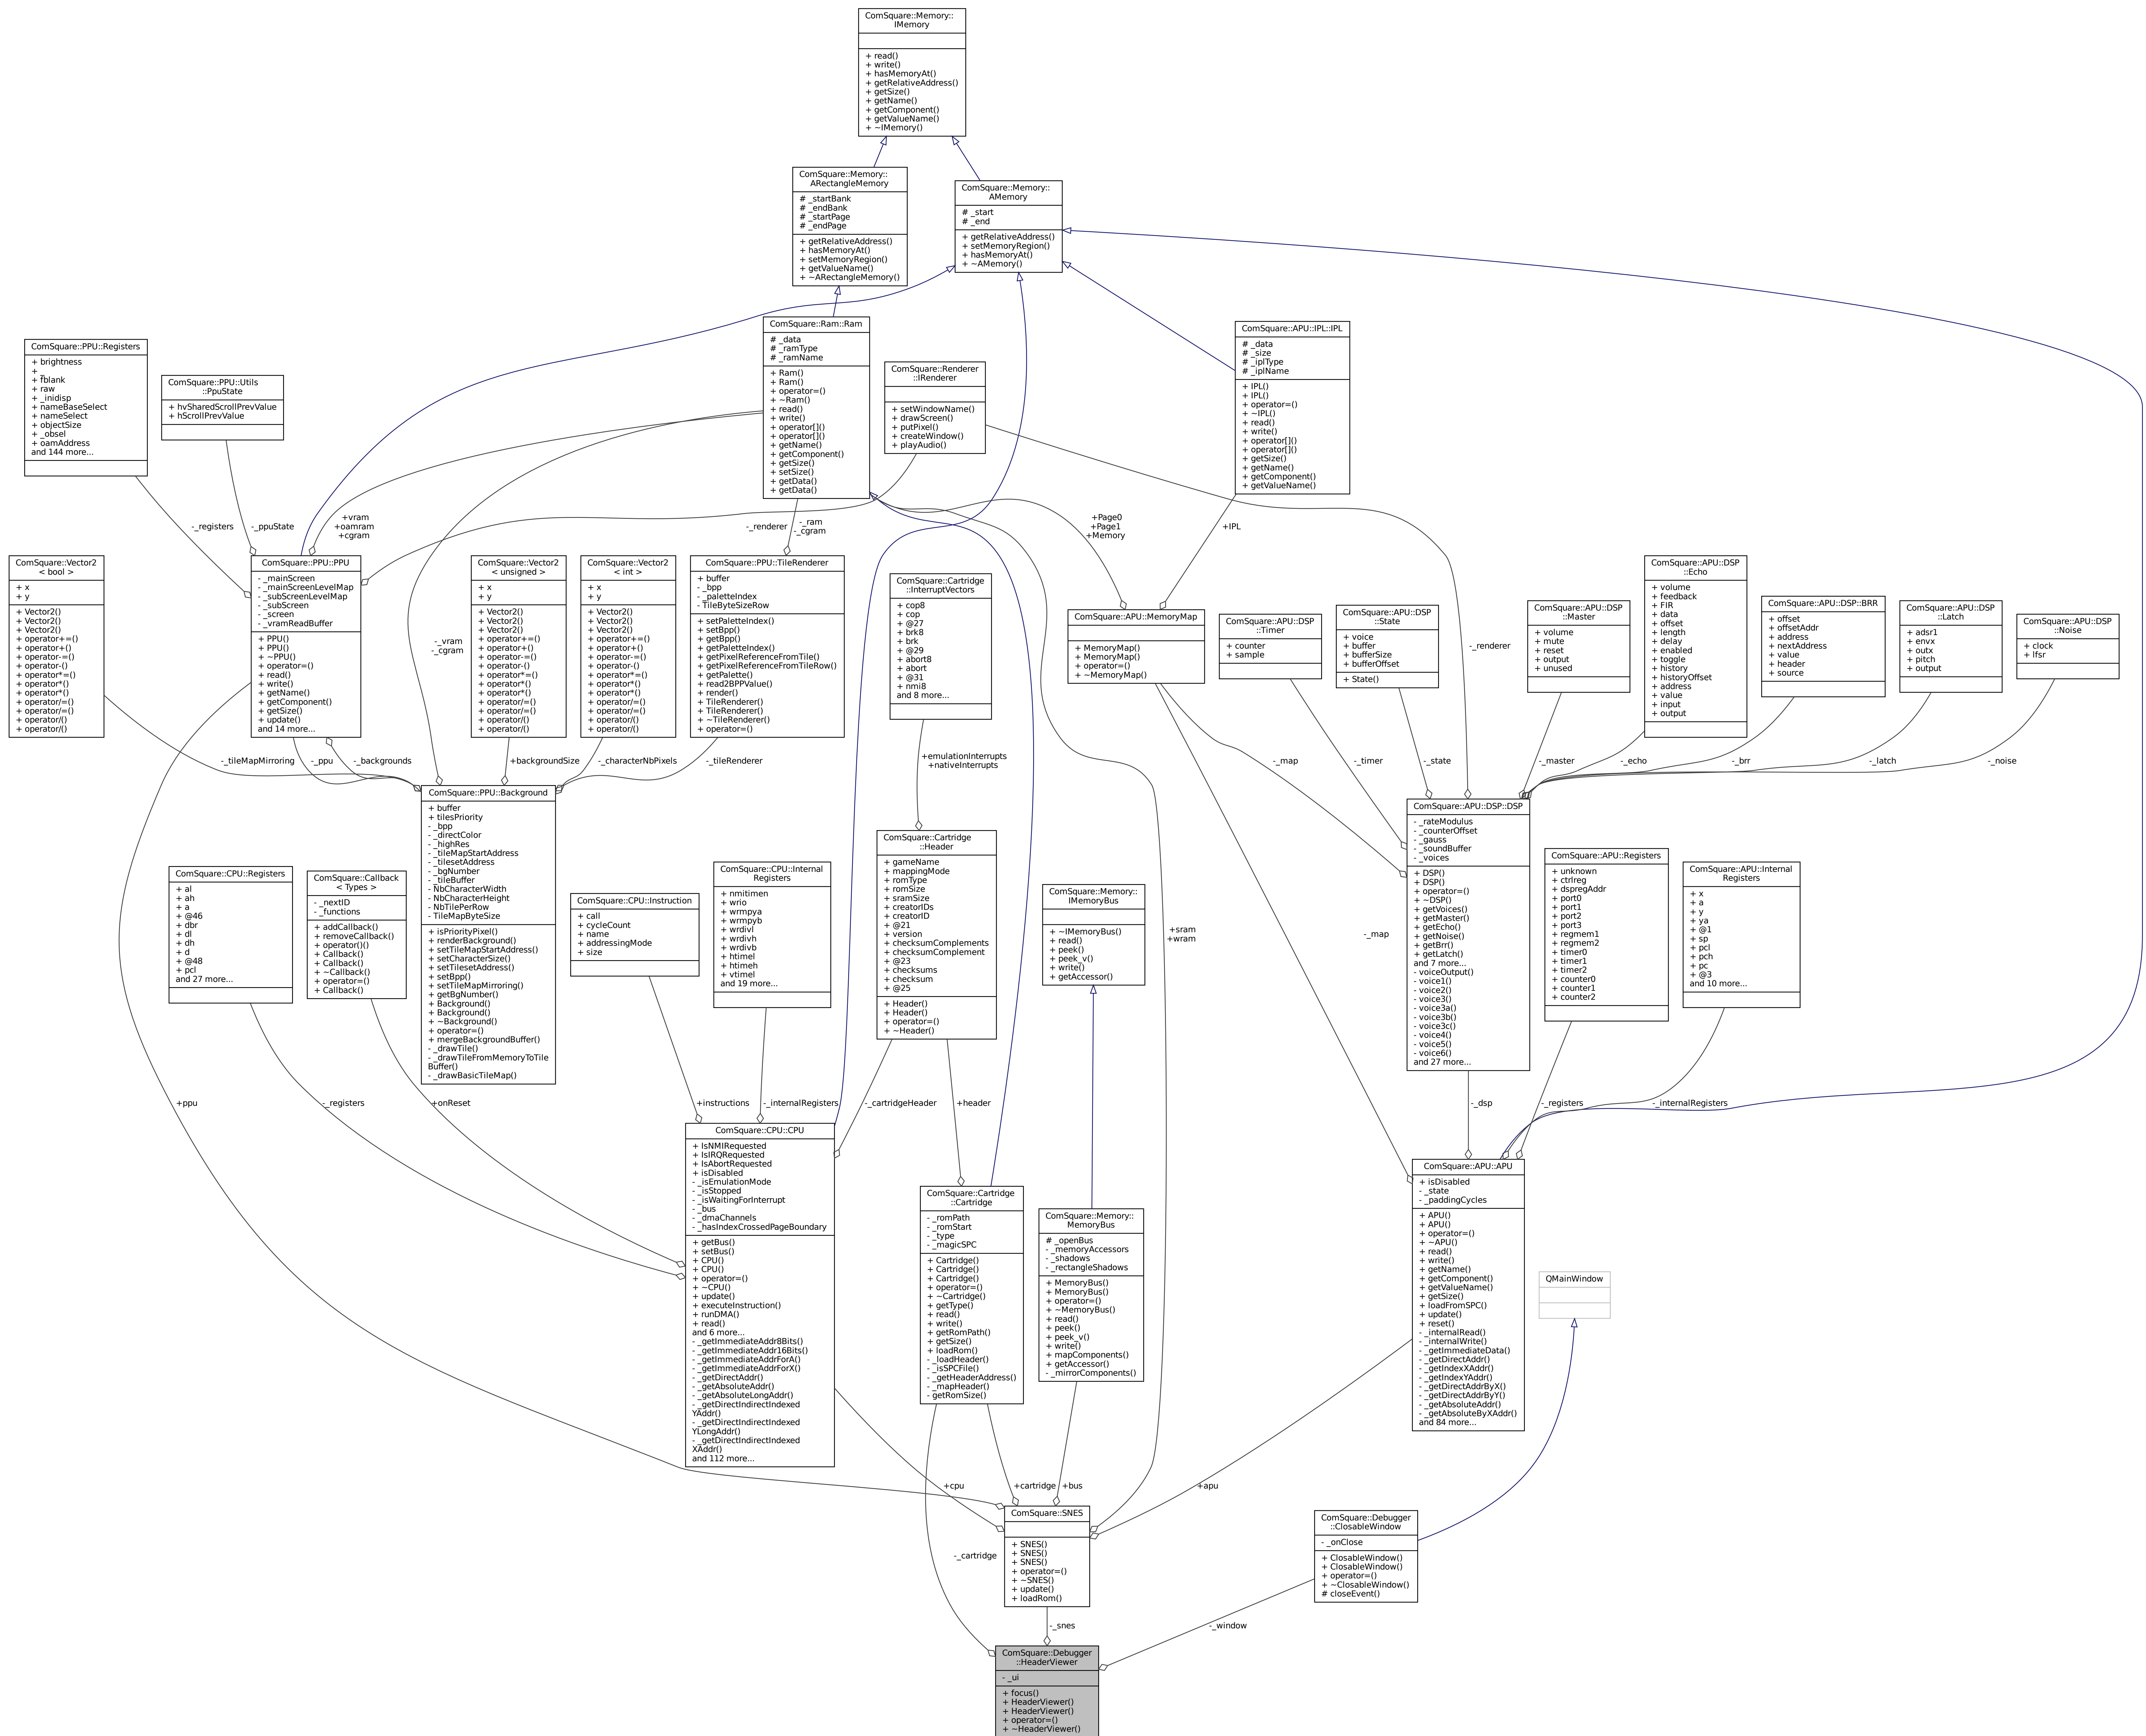 ComSquare::Memory::
IMemory
+ read()
+ write()
+ hasMemoryAt()
+ getRelativeAddress()
+ getSize()
+ getName()
+ getComponent()
+ getValueName()
+ ~IMemory()
ComSquare::Memory::
ARectangleMemory
# _startBank
# _endBank
# _startPage
# _endPage
+ getRelativeAddress()
+ hasMemoryAt()
+ setMemoryRegion()
+ getValueName()
+ ~ARectangleMemory()
ComSquare::Memory::
AMemory
# _start
# _end
+ getRelativeAddress()
+ setMemoryRegion()
+ hasMemoryAt()
+ ~AMemory()
ComSquare::Ram::Ram
# _data
# _ramType
# _ramName
+ Ram()
+ Ram()
+ operator=()
+ ~Ram()
+ read()
+ write()
+ operator[]()
+ operator[]()
+ getName()
+ getComponent()
+ getSize()
+ setSize()
+ getData()
+ getData()
ComSquare::APU::IPL::IPL
# _data
# _size
# _iplType
# _iplName
+ IPL()
+ IPL()
+ operator=()
+ ~IPL()
+ read()
+ write()
+ operator[]()
+ operator[]()
+ getSize()
+ getName()
+ getComponent()
+ getValueName()
ComSquare::PPU::Registers
+ brightness
+ _
+ fblank
+ raw
+ _inidisp
+ nameBaseSelect
+ nameSelect
+ objectSize
+ _obsel
+ oamAddress
and 144 more...
ComSquare::PPU::Utils
::PpuState
+ hvSharedScrollPrevValue
+ hScrollPrevValue
ComSquare::Renderer
::IRenderer
+ setWindowName()
+ drawScreen()
+ putPixel()
+ createWindow()
+ playAudio()
-_registers
-_ppuState
+vram
+oamram
+cgram
-_renderer
-_ram
-_cgram
+Page0
+Page1
+Memory
+IPL
ComSquare::Vector2
< bool >
+ x
+ y
+ Vector2()
+ Vector2()
+ Vector2()
+ operator+=()
+ operator+()
+ operator-=()
+ operator-()
+ operator*=()
+ operator*()
+ operator*()
+ operator/=()
+ operator/=()
+ operator/()
+ operator/()
ComSquare::PPU::PPU
- _mainScreen
- _mainScreenLevelMap
- _subScreenLevelMap
- _subScreen
- _screen
- _vramReadBuffer
+ PPU()
+ PPU()
+ ~PPU()
+ operator=()
+ read()
+ write()
+ getName()
+ getComponent()
+ getSize()
+ update()
and 14 more...
-_vram
-_cgram
ComSquare::Vector2
< unsigned >
+ x
+ y
+ Vector2()
+ Vector2()
+ Vector2()
+ operator+=()
+ operator+()
+ operator-=()
+ operator-()
+ operator*=()
+ operator*()
+ operator*()
+ operator/=()
+ operator/=()
+ operator/()
+ operator/()
ComSquare::Vector2
< int >
+ x
+ y
+ Vector2()
+ Vector2()
+ Vector2()
+ operator+=()
+ operator+()
+ operator-=()
+ operator-()
+ operator*=()
+ operator*()
+ operator*()
+ operator/=()
+ operator/=()
+ operator/()
+ operator/()
ComSquare::PPU::TileRenderer
+ buffer
- _bpp
- _paletteIndex
- TileByteSizeRow
+ setPaletteIndex()
+ setBpp()
+ getBpp()
+ getPaletteIndex()
+ getPixelReferenceFromTile()
+ getPixelReferenceFromTileRow()
+ getPalette()
+ read2BPPValue()
+ render()
+ TileRenderer()
+ TileRenderer()
+ ~TileRenderer()
+ operator=()
ComSquare::Cartridge
::InterruptVectors
+ cop8
+ cop
+ @27
+ brk8
+ brk
+ @29
+ abort8
+ abort
+ @31
+ nmi8
and 8 more...
ComSquare::APU::MemoryMap
+ MemoryMap()
+ MemoryMap()
+ operator=()
+ ~MemoryMap()
ComSquare::APU::DSP
::Timer
+ counter
+ sample
ComSquare::APU::DSP
::State
+ voice
+ buffer
+ bufferSize
+ bufferOffset
+ State()
-_renderer
ComSquare::APU::DSP
::Master
+ volume
+ mute
+ reset
+ output
+ unused
ComSquare::APU::DSP
::Echo
+ volume
+ feedback
+ FIR
+ data
+ offset
+ length
+ delay
+ enabled
+ toggle
+ history
+ historyOffset
+ address
+ value
+ input
+ output
ComSquare::APU::DSP::BRR
+ offset
+ offsetAddr
+ address
+ nextAddress
+ value
+ header
+ source
ComSquare::APU::DSP
::Latch
+ adsr1
+ envx
+ outx
+ pitch
+ output
ComSquare::APU::DSP
::Noise
+ clock
+ lfsr
-_tileMapMirroring
-_ppu
-_backgrounds
+backgroundSize
-_characterNbPixels
-_tileRenderer
+emulationInterrupts
+nativeInterrupts
-_map
-_timer
-_state
-_master
-_echo
-_brr
-_latch
-_noise
ComSquare::PPU::Background
+ buffer
+ tilesPriority
- _bpp
- _directColor
- _highRes
- _tileMapStartAddress
- _tilesetAddress
- _bgNumber
- _tileBuffer
- NbCharacterWidth
- NbCharacterHeight
- NbTilePerRow
- TileMapByteSize
+ isPriorityPixel()
+ renderBackground()
+ setTileMapStartAddress()
+ setCharacterSize()
+ setTilesetAddress()
+ setBpp()
+ setTileMapMirroring()
+ getBgNumber()
+ Background()
+ Background()
+ ~Background()
+ operator=()
+ mergeBackgroundBuffer()
- _drawTile()
- _drawTileFromMemoryToTile
Buffer()
- _drawBasicTileMap()
ComSquare::CPU::Registers
+ al
+ ah
+ a
+ @46
+ dbr
+ dl
+ dh
+ d
+ @48
+ pcl
and 27 more...
ComSquare::Callback
< Types >
- _nextID
- _functions
+ addCallback()
+ removeCallback()
+ operator()()
+ Callback()
+ Callback()
+ ~Callback()
+ operator=()
+ Callback()
ComSquare::CPU::Instruction
+ call
+ cycleCount
+ name
+ addressingMode
+ size
ComSquare::CPU::Internal
Registers
+ nmitimen
+ wrio
+ wrmpya
+ wrmpyb
+ wrdivl
+ wrdivh
+ wrdivb
+ htimel
+ htimeh
+ vtimel
and 19 more...
ComSquare::Cartridge
::Header
+ gameName
+ mappingMode
+ romType
+ romSize
+ sramSize
+ creatorIDs
+ creatorID
+ @21
+ version
+ checksumComplements
+ checksumComplement
+ @23
+ checksums
+ checksum
+ @25
+ Header()
+ Header()
+ operator=()
+ ~Header()
ComSquare::Memory::
IMemoryBus
+ ~IMemoryBus()
+ read()
+ peek()
+ peek_v()
+ write()
+ getAccessor()
+sram
+wram
-_map
ComSquare::APU::DSP::DSP
- _rateModulus
- _counterOffset
- _gauss
- _soundBuffer
- _voices
+ DSP()
+ DSP()
+ operator=()
+ ~DSP()
+ getVoices()
+ getMaster()
+ getEcho()
+ getNoise()
+ getBrr()
+ getLatch()
and 7 more...
- voiceOutput()
- voice1()
- voice2()
- voice3()
- voice3a()
- voice3b()
- voice3c()
- voice4()
- voice5()
- voice6()
and 27 more...
ComSquare::APU::Registers
+ unknown
+ ctrlreg
+ dspregAddr
+ port0
+ port1
+ port2
+ port3
+ regmem1
+ regmem2
+ timer0
+ timer1
+ timer2
+ counter0
+ counter1
+ counter2
ComSquare::APU::Internal
Registers
+ x
+ a
+ y
+ ya
+ @1
+ sp
+ pcl
+ pch
+ pc
+ @3
and 10 more...
+ppu
-_registers
+onReset
+instructions
-_internalRegisters
-_cartridgeHeader
+header
-_dsp
-_registers
-_internalRegisters
ComSquare::CPU::CPU
+ IsNMIRequested
+ IsIRQRequested
+ IsAbortRequested
+ isDisabled
- _isEmulationMode
- _isStopped
- _isWaitingForInterrupt
- _bus
- _dmaChannels
- _hasIndexCrossedPageBoundary
+ getBus()
+ setBus()
+ CPU()
+ CPU()
+ operator=()
+ ~CPU()
+ update()
+ executeInstruction()
+ runDMA()
+ read()
and 6 more...
- _getImmediateAddr8Bits()
- _getImmediateAddr16Bits()
- _getImmediateAddrForA()
- _getImmediateAddrForX()
- _getDirectAddr()
- _getAbsoluteAddr()
- _getAbsoluteLongAddr()
- _getDirectIndirectIndexed
YAddr()
- _getDirectIndirectIndexed
YLongAddr()
- _getDirectIndirectIndexed
XAddr()
and 112 more...
ComSquare::Cartridge
::Cartridge
- _romPath
- _romStart
- _type
- _magicSPC
+ Cartridge()
+ Cartridge()
+ Cartridge()
+ operator=()
+ ~Cartridge()
+ getType()
+ read()
+ write()
+ getRomPath()
+ getSize()
+ loadRom()
- _loadHeader()
- _isSPCFile()
- _getHeaderAddress()
- _mapHeader()
- getRomSize()
ComSquare::Memory::
MemoryBus
# _openBus
- _memoryAccessors
- _shadows
- _rectangleShadows
+ MemoryBus()
+ MemoryBus()
+ operator=()
+ ~MemoryBus()
+ read()
+ peek()
+ peek_v()
+ write()
+ mapComponents()
+ getAccessor()
- _mirrorComponents()
ComSquare::APU::APU
+ isDisabled
- _state
- _paddingCycles
+ APU()
+ APU()
+ operator=()
+ ~APU()
+ read()
+ write()
+ getName()
+ getComponent()
+ getValueName()
+ getSize()
+ loadFromSPC()
+ update()
+ reset()
- _internalRead()
- _internalWrite()
- _getImmediateData()
- _getDirectAddr()
- _getIndexXAddr()
- _getIndexYAddr()
- _getDirectAddrByX()
- _getDirectAddrByY()
- _getAbsoluteAddr()
- _getAbsoluteByXAddr()
and 84 more...
QMainWindow
+cpu
+cartridge
+bus
+apu
ComSquare::SNES
+ SNES()
+ SNES()
+ SNES()
+ operator=()
+ ~SNES()
+ update()
+ loadRom()
ComSquare::Debugger
::ClosableWindow
- _onClose
+ ClosableWindow()
+ ClosableWindow()
+ operator=()
+ ~ClosableWindow()
# closeEvent()
-_cartridge
-_snes
-_window
ComSquare::Debugger
::HeaderViewer
- _ui
+ focus()
+ HeaderViewer()
+ HeaderViewer()
+ operator=()
+ ~HeaderViewer()